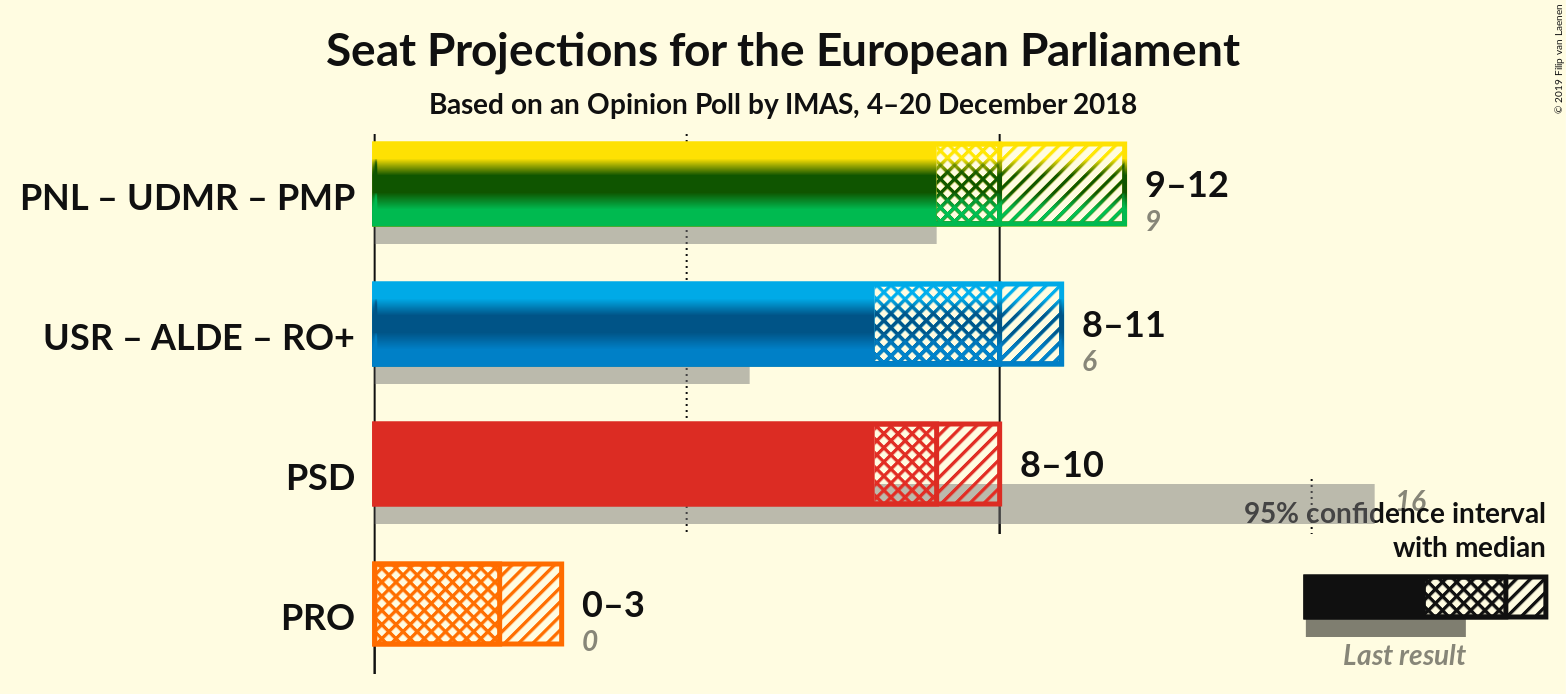 Seat Projections for the European Parliament
Based on an Opinion Poll by IMAS, 4–20 December 2018
© 2019 Filip van Laenen
PNL – UDMR – PMP
9–12
9
USR – ALDE – RO+
8–11
6
PSD
8–10
16
95% confidence interval
with median
PRO
0–3
0
Last result